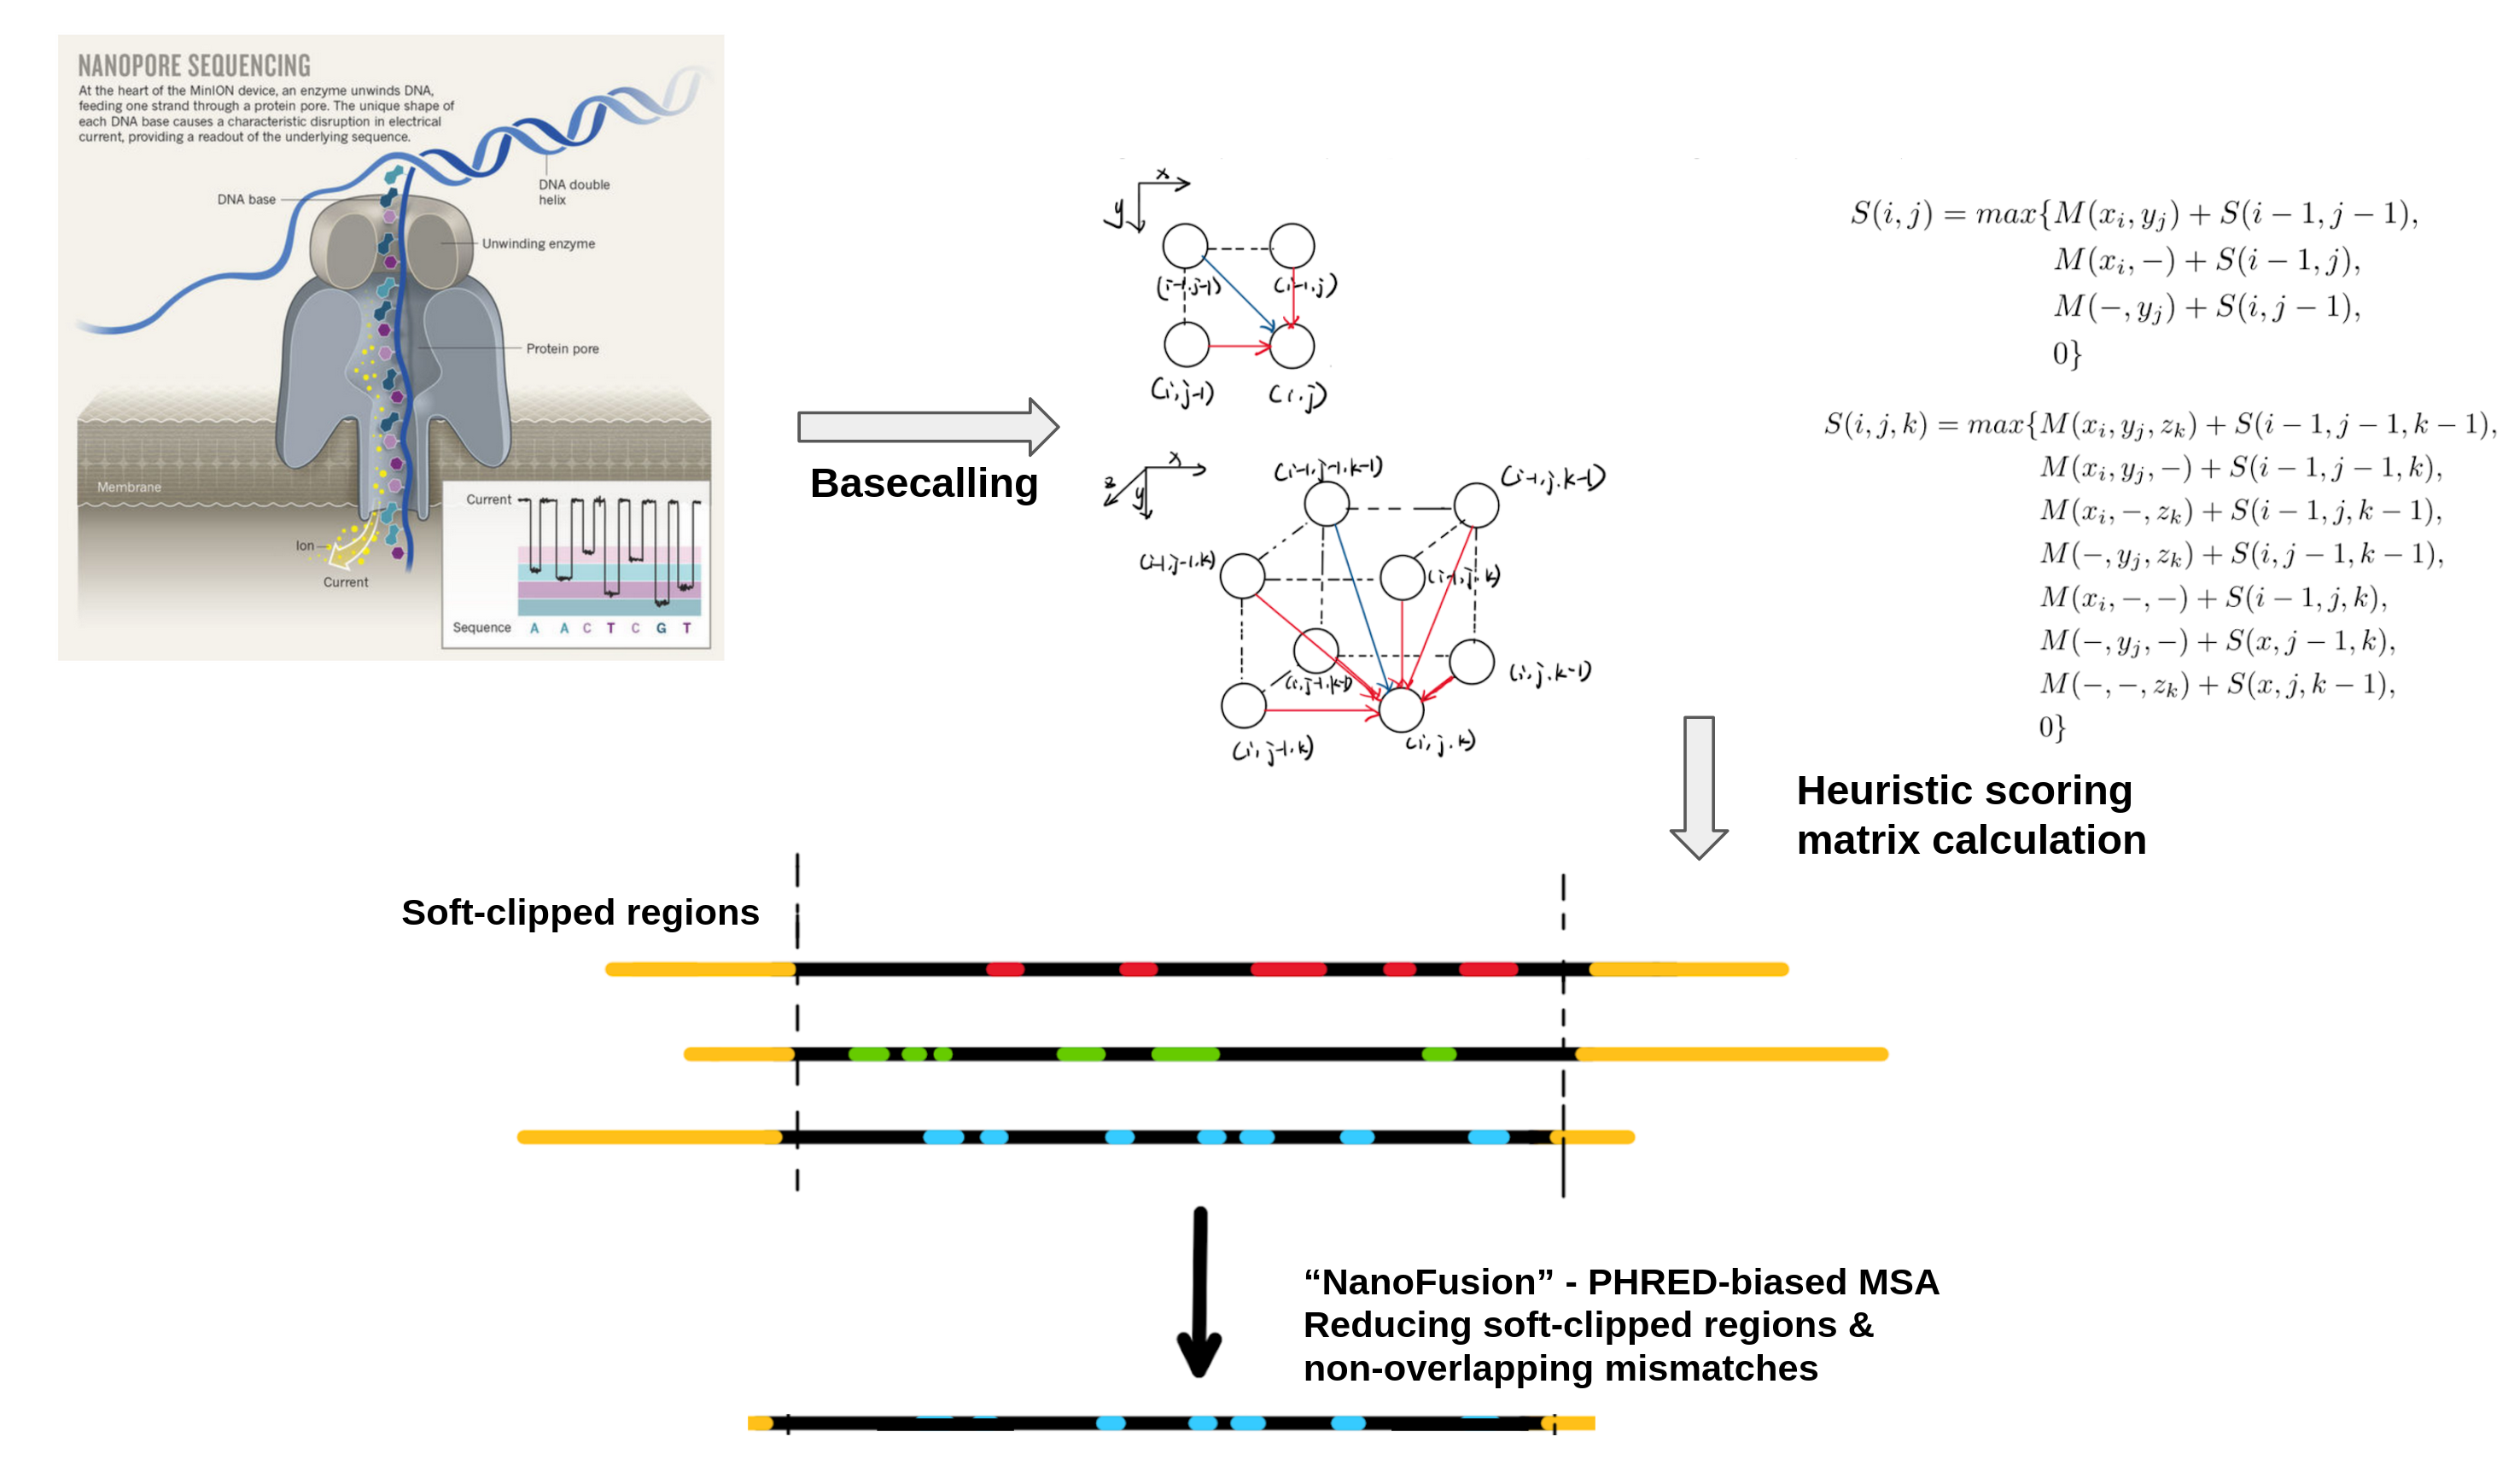 NANOPORE SEQUENCING
At the heart of the MinION device, an enzyme unwinds DNA,
feeding one strand through a protein pore. The unique shape of
each DNA base causes a characteristic disruption in electrical
current, providing a readout of the underlying sequence.
DNA base
DNA double
helix
Unwinding enzyme
Protein pore
Membrane
Ion
Current
Current
Sequence A A C T C G T
Basecalling
x
y
(i-1,j-1) (i-1,j)
(i,j-1) (i,j)
x
z
y
(i-1,j-1,k-1) (i-1,j,k-1)
(i-1,j-1,k) (i-1,j,k)
(i,j-1,k-1) (i,j,k-1)
(i,j-1,k) (i,j,k)
S(i, j) = max{M(x_i, y_j) + S(i − 1, j − 1),
M(x_i, −) + S(i − 1, j),
M(−, y_j) + S(i, j − 1),
0}
S(i, j, k) = max{M(x_i, y_j, z_k) + S(i − 1, j − 1, k − 1),
M(x_i, y_j, −) + S(i − 1, j − 1, k),
M(x_i, −, z_k) + S(i − 1, j, k − 1),
M(−, y_j, z_k) + S(i, j − 1, k − 1),
M(x_i, −, −) + S(i − 1, j, k),
M(−, y_j, −) + S(x, j − 1, k),
M(−, −, z_k) + S(x, j, k − 1),
0}
Heuristic scoring
matrix calculation
Soft-clipped regions
“NanoFusion” - PHRED-biased MSA
Reducing soft-clipped regions &
non-overlapping mismatches